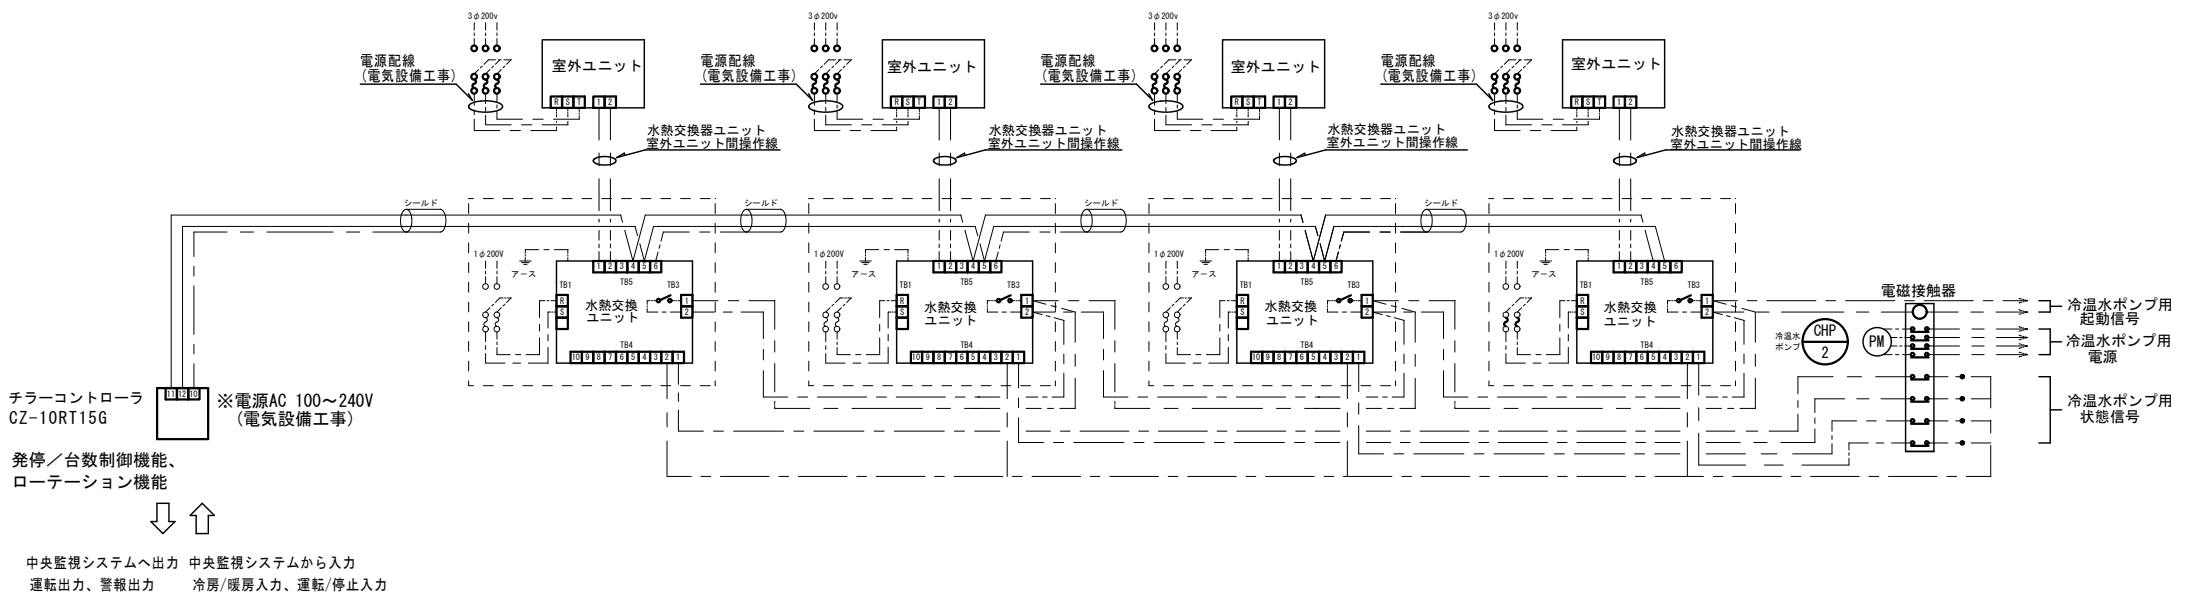 3φ200v
3φ200v
3φ200v
3φ200v
電源配線
(電気設備工事)
室外ユニット
R S T 1 2
電源配線
(電気設備工事)
室外ユニット
R S T 1 2
電源配線
(電気設備工事)
室外ユニット
R S T 1 2
電源配線
(電気設備工事)
室外ユニット
R S T 1 2
水熱交換器ユニット
室外ユニット間操作線
水熱交換器ユニット
室外ユニット間操作線
水熱交換器ユニット
室外ユニット間操作線
水熱交換器ユニット
室外ユニット間操作線
シールド
シールド
シールド
シールド
1φ200V
アース
1 2 3 4 5 6
TB5
TB1
TB3
R
S
1
2
水熱交換
ユニット
TB4
10 9 8 7 6 5 4 3 2 1
1φ200V
アース
1 2 3 4 5 6
TB5
TB1
TB3
R
S
1
2
水熱交換
ユニット
TB4
10 9 8 7 6 5 4 3 2 1
1φ200V
アース
1 2 3 4 5 6
TB5
TB1
TB3
R
S
1
2
水熱交換
ユニット
TB4
10 9 8 7 6 5 4 3 2 1
1φ200V
アース
1 2 3 4 5 6
TB5
TB1
TB3
R
S
1
2
水熱交換
ユニット
TB4
10 9 8 7 6 5 4 3 2 1
電磁接触器
冷温水ポンプ用
起動信号
冷温水
ポンプ
CHP
2
PM
冷温水ポンプ用
電源
冷温水ポンプ用
状態信号
チラーコントローラ
CZ-10RT15G
11 12 10
※電源AC 100～240V
(電気設備工事)
発停／台数制御機能、
ローテーション機能
中央監視システムへ出力
運転出力、警報出力
中央監視システムから入力
冷房/暖房入力、運転/停止入力